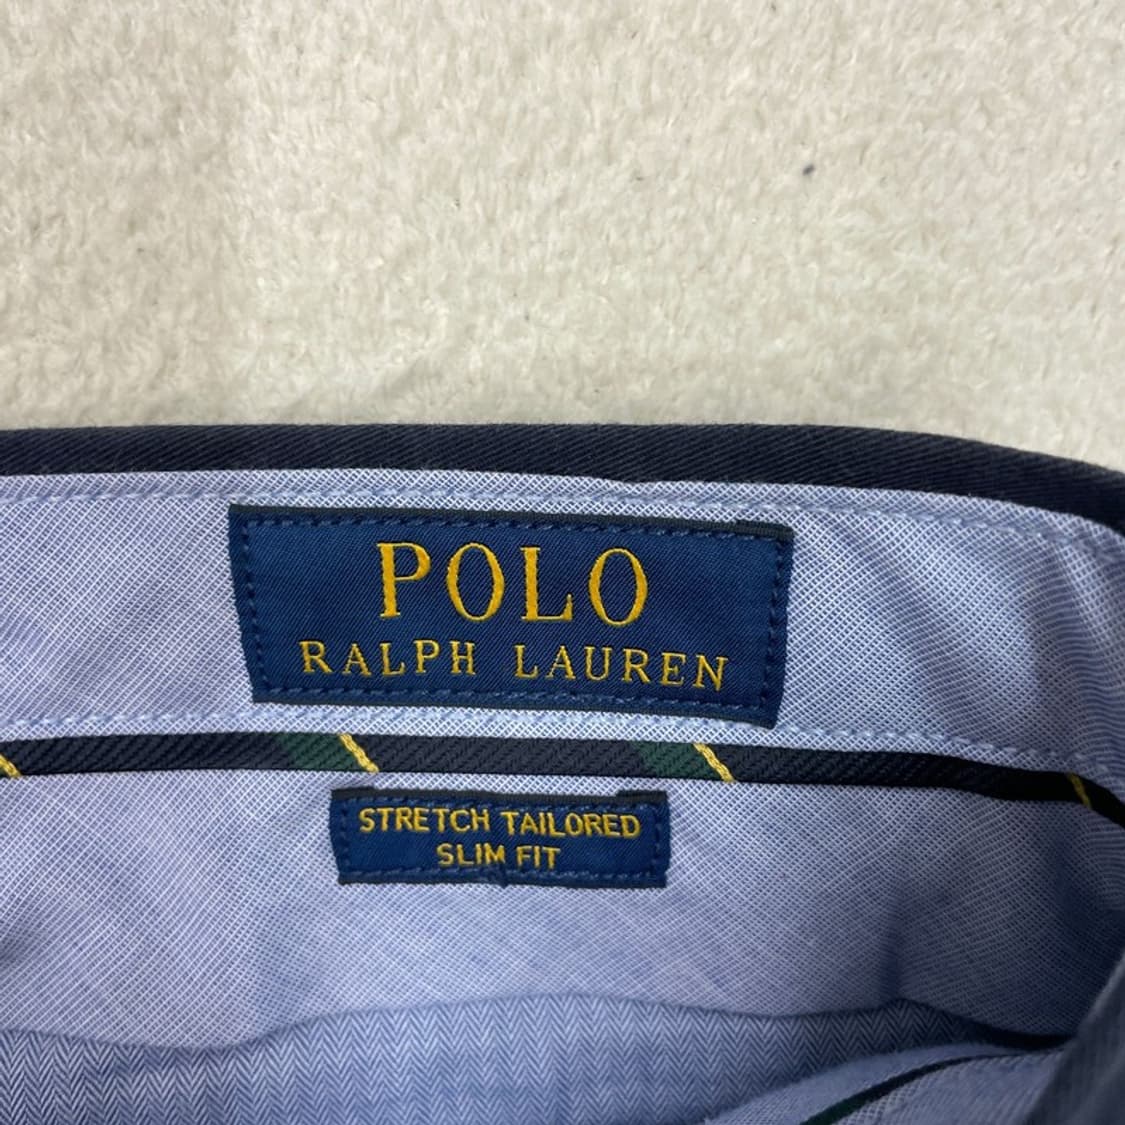 POLO
RALPH LAUREN
STRETCH TAILORED
SLIM FIT